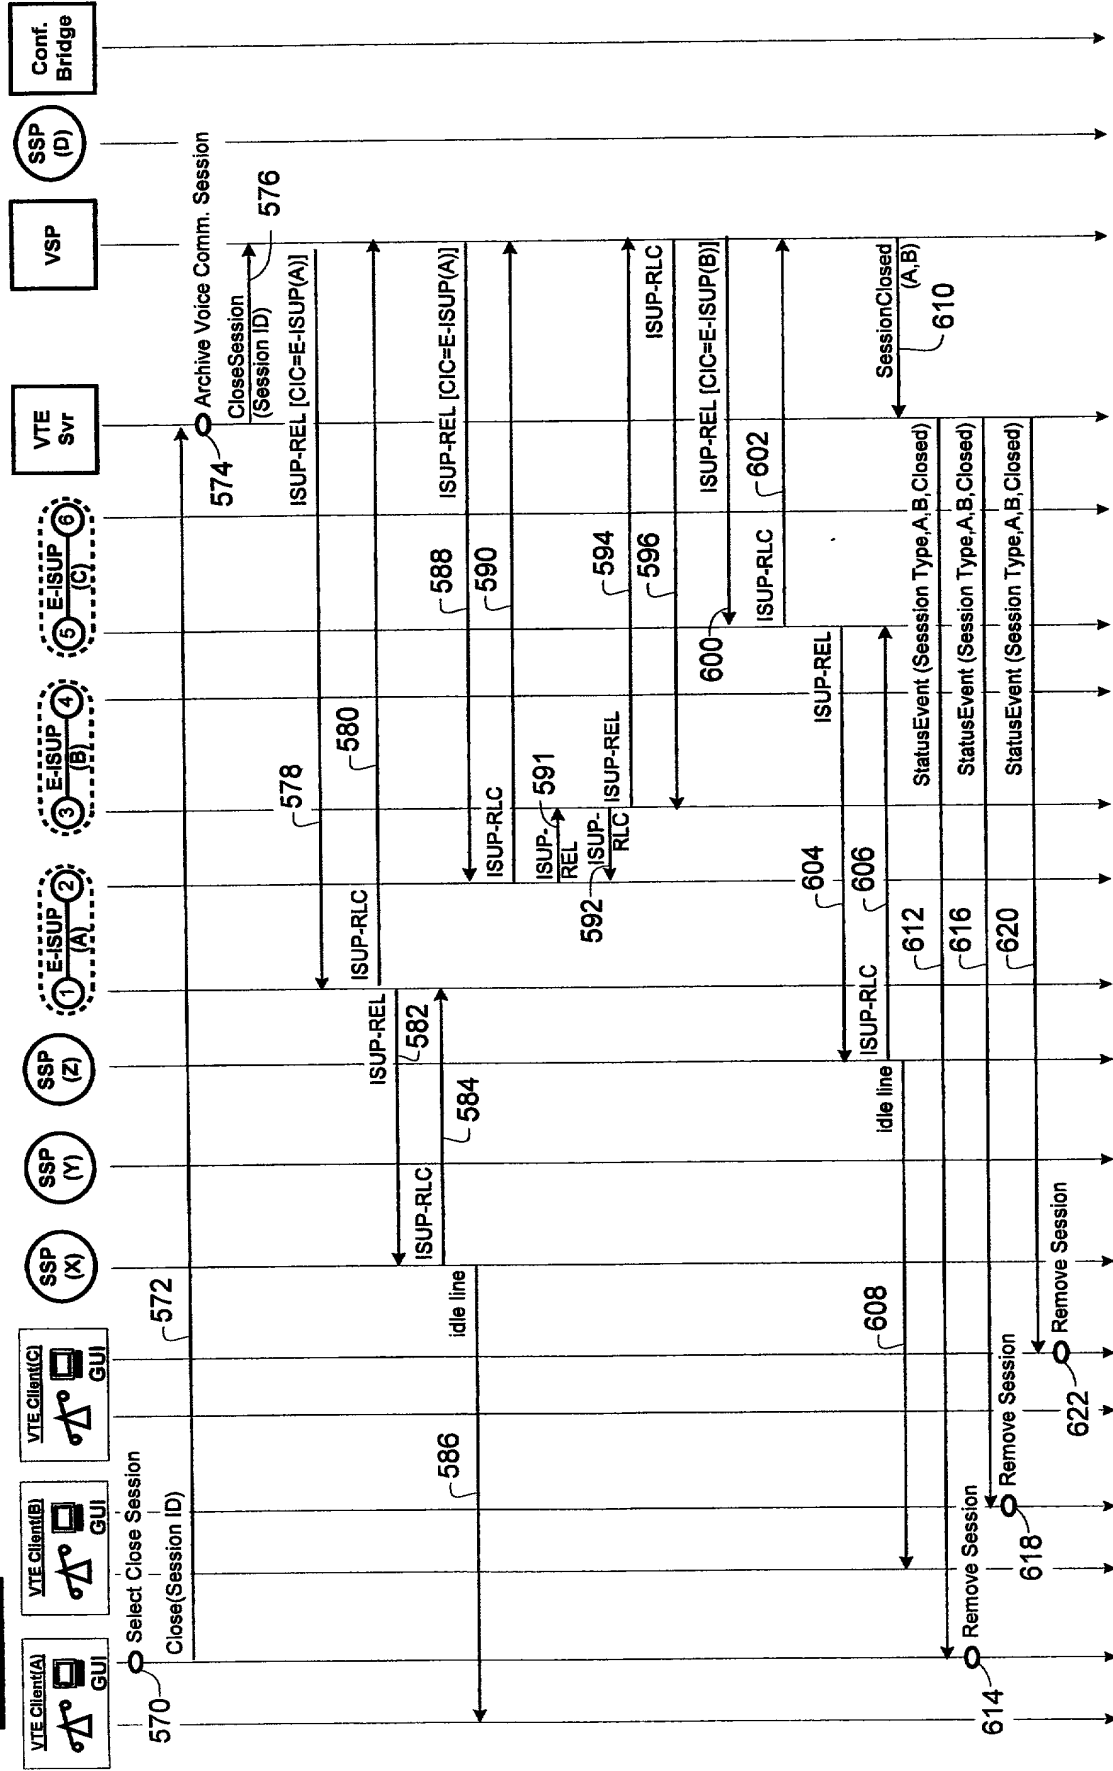 VTE Client(A)
GUI
VTE Client(B)
GUI
VTE Client(C)
GUI
SSP
(X)
SSP
(Y)
SSP
(Z)
1
E-ISUP
(A)
2
3
E-ISUP
(B)
4
5
E-ISUP
(C)
6
VTE
Svr
VSP
SSP
(D)
Conf.
Bridge
570
Select Close Session
Close(Session ID)
572
574
Archive Voice Comm. Session
CloseSession
(Session ID)
576
ISUP-REL [CIC=E-ISUP(A)]
578
ISUP-RLC
580
ISUP-REL
582
ISUP-RLC
584
idle line
586
ISUP-REL [CIC=E-ISUP(A)]
588
ISUP-RLC
590
ISUP-
REL
591
ISUP-
RLC
592
ISUP-REL
594
ISUP-RLC
596
ISUP-REL [CIC=E-ISUP(B)]
600
ISUP-RLC
602
ISUP-REL
604
ISUP-RLC
606
idle line
608
SessionClosed
(A,B)
610
StatusEvent (Session Type,A,B,Closed)
612
Remove Session
614
StatusEvent (Session Type,A,B,Closed)
616
Remove Session
618
StatusEvent (Session Type,A,B,Closed)
620
Remove Session
622